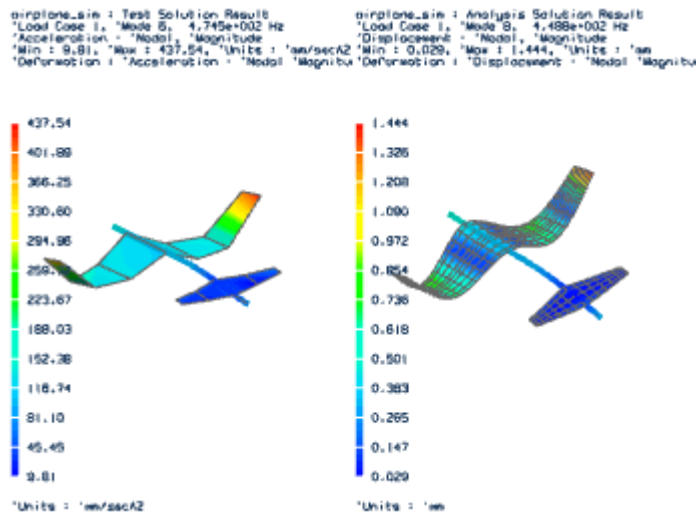 airplane_sim : Test Solution Result
'Load Case 1, 'Mode 6, 4.745e+002 Hz
'Acceleration - 'Nodal, 'Magnitude
'Min : 9.81, 'Max : 437.54, 'Units : 'mm/secA2
'Deformation : 'Acceleration - 'Nodal 'Magnitu
437.54
401.89
366.25
330.60
294.96
259.
223.67
188.03
152.38
116.74
81.10
45.45
9.81
'Units : 'mm/secA2
airplane_sim : Analysis Solution Result
'Load Case 1, 'Mode 8, 4.488e+002 Hz
'Displacement - 'Nodal, 'Magnitude
'Min : 0.029, 'Max : 1.444, 'Units : 'mm
'Deformation : 'Displacement - 'Nodal 'Magnitu
1.444
1.326
1.208
1.090
0.972
0.854
0.736
0.618
0.501
0.383
0.265
0.147
0.029
'Units : 'mm